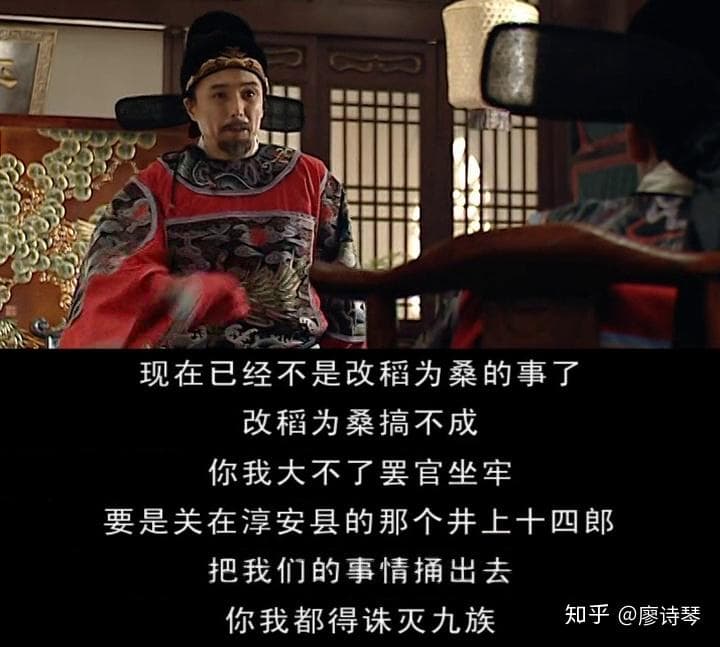 现在已经不是改稻为桑的事了
改稻为桑搞不成
你我大不了罢官坐牢
要是关在淳安县的那个井上十四郎
把我们的事情捅出去
你我都得诛灭九族
知乎 @廖诗琴